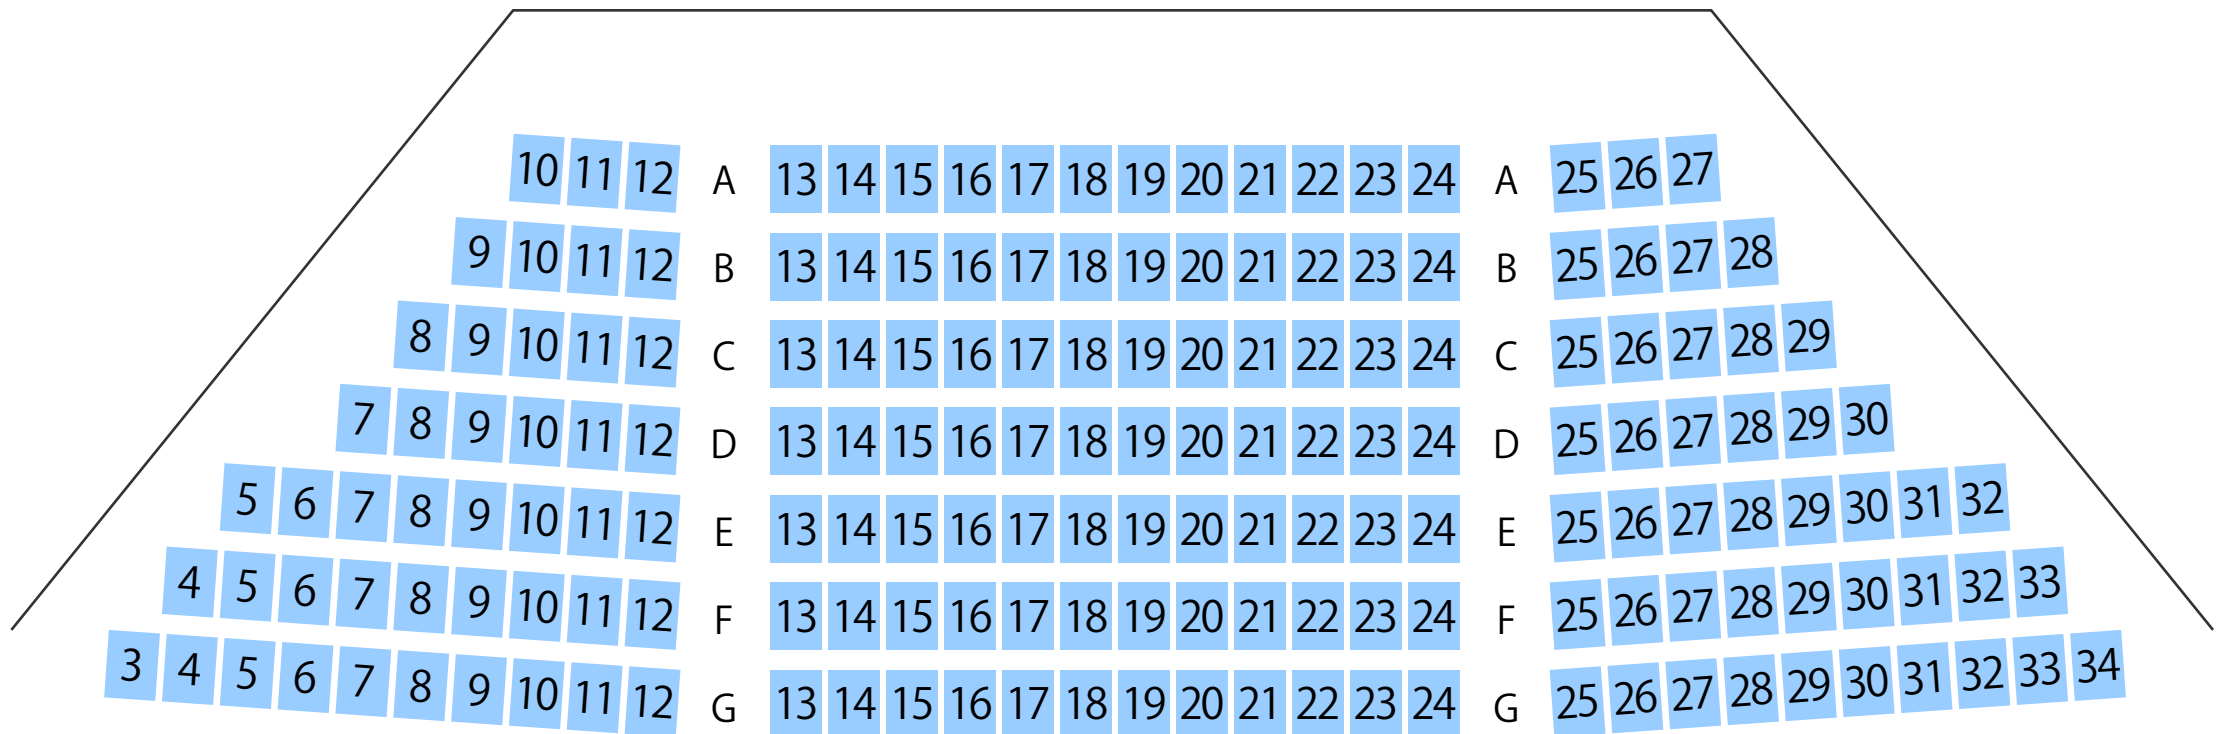 10 11 12 A 13 14 15 16 17 18 19 20 21 22 23 24 A 25 26 27
9 10 11 12 B 13 14 15 16 17 18 19 20 21 22 23 24 B 25 26 27 28
8 9 10 11 12 C 13 14 15 16 17 18 19 20 21 22 23 24 C 25 26 27 28 29
7 8 9 10 11 12 D 13 14 15 16 17 18 19 20 21 22 23 24 D 25 26 27 28 29 30
5 6 7 8 9 10 11 12 E 13 14 15 16 17 18 19 20 21 22 23 24 E 25 26 27 28 29 30 31 32
4 5 6 7 8 9 10 11 12 F 13 14 15 16 17 18 19 20 21 22 23 24 F 25 26 27 28 29 30 31 32 33
3 4 5 6 7 8 9 10 11 12 G 13 14 15 16 17 18 19 20 21 22 23 24 G 25 26 27 28 29 30 31 32 33 34